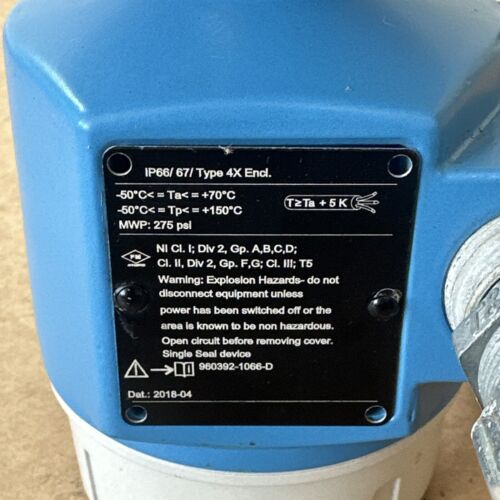 IP66/ 67/ Type 4X Encl.
-50°C< = Ta< = +70°C
-50°C< = Tp< = +150°C
T≥Ta + 5 K
MWP: 275 psi
FM
NI Cl. I; Div 2, Gp. A,B,C,D;
Cl. II, Div 2, Gp. F,G; Cl. III; T5
Warning: Explosion Hazards- do not
disconnect equipment unless
power has been switched off or the
area is known to be non hazardous.
Open circuit before removing cover.
Single Seal device
960392-1066-D
Dat.: 2018-04